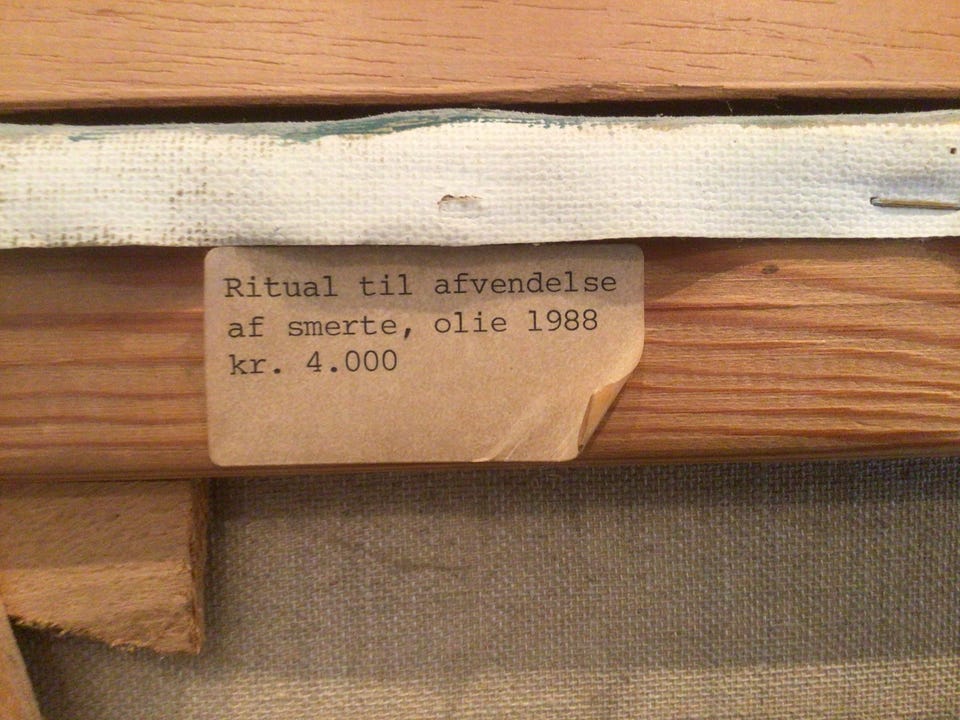 Ritual til afvendelse
af smerte, olie 1988
kr. 4.000